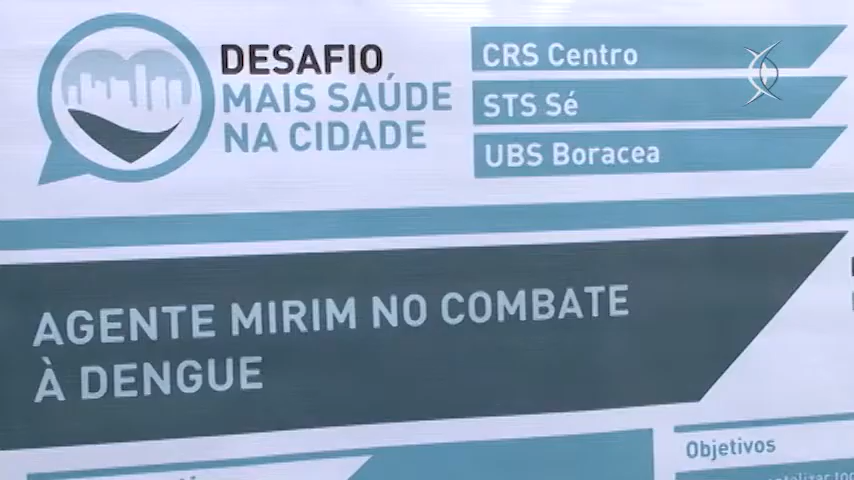 DESAFIO
MAIS SAÚDE
NA CIDADE
CRS Centro
STS Sé
UBS Boracea
AGENTE MIRIM NO COMBATE
À DENGUE
Objetivos